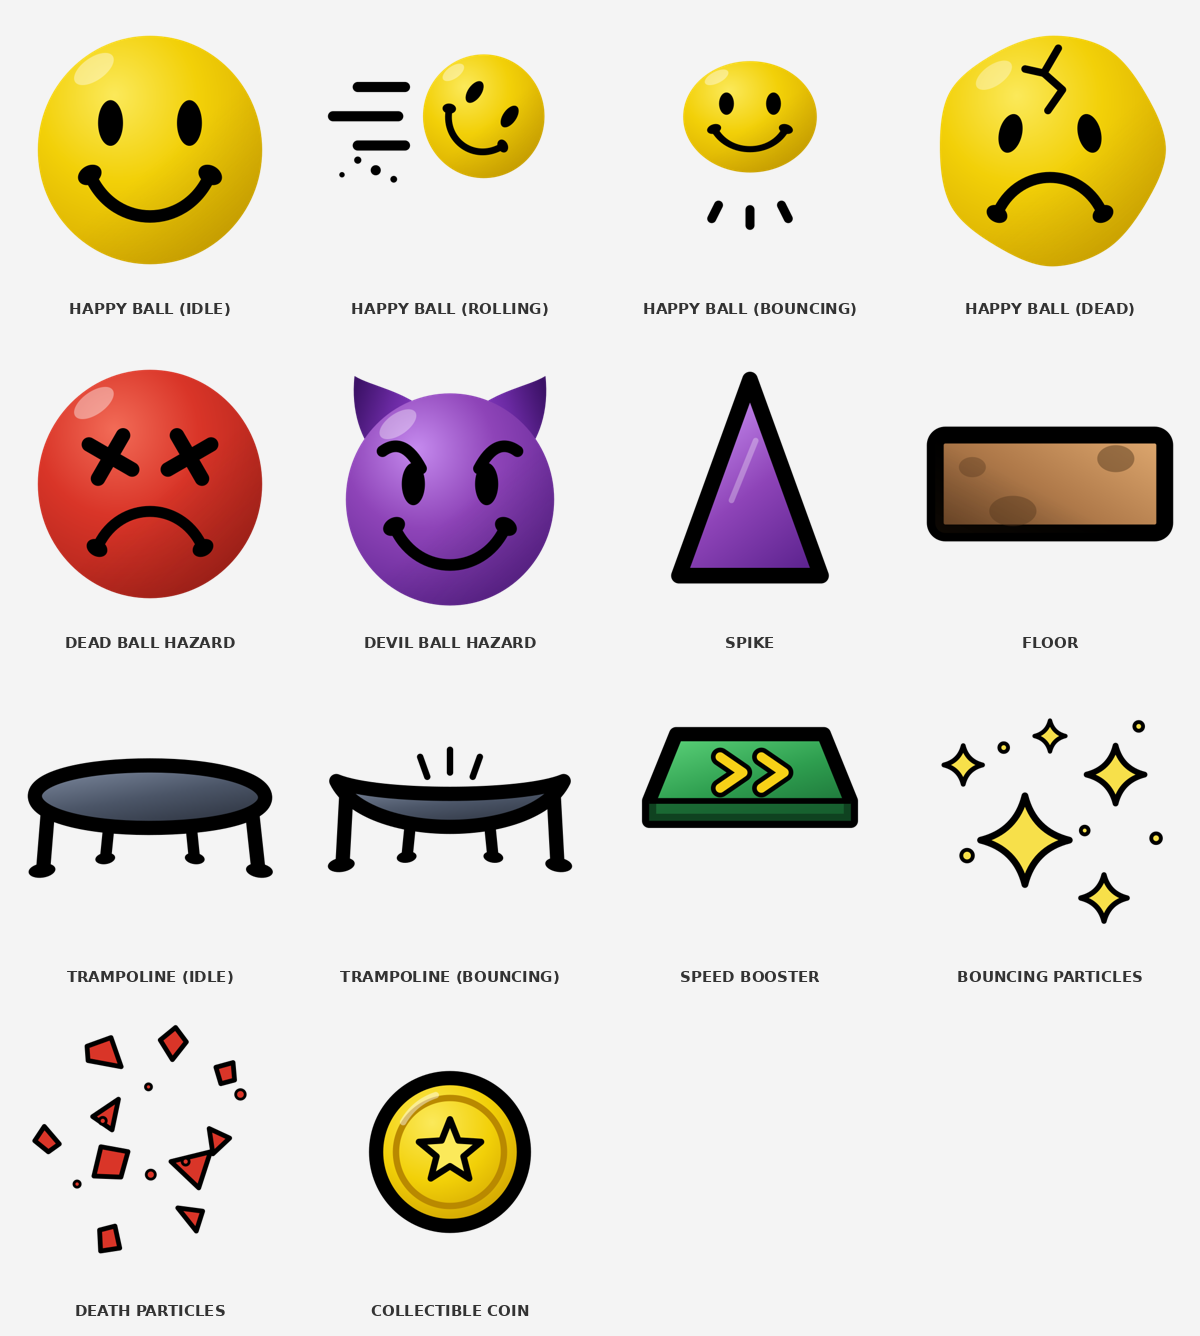 HAPPY BALL (IDLE)
HAPPY BALL (ROLLING)
HAPPY BALL (BOUNCING)
HAPPY BALL (DEAD)
DEAD BALL HAZARD
DEVIL BALL HAZARD
SPIKE
FLOOR
TRAMPOLINE (IDLE)
TRAMPOLINE (BOUNCING)
SPEED BOOSTER
BOUNCING PARTICLES
DEATH PARTICLES
COLLECTIBLE COIN